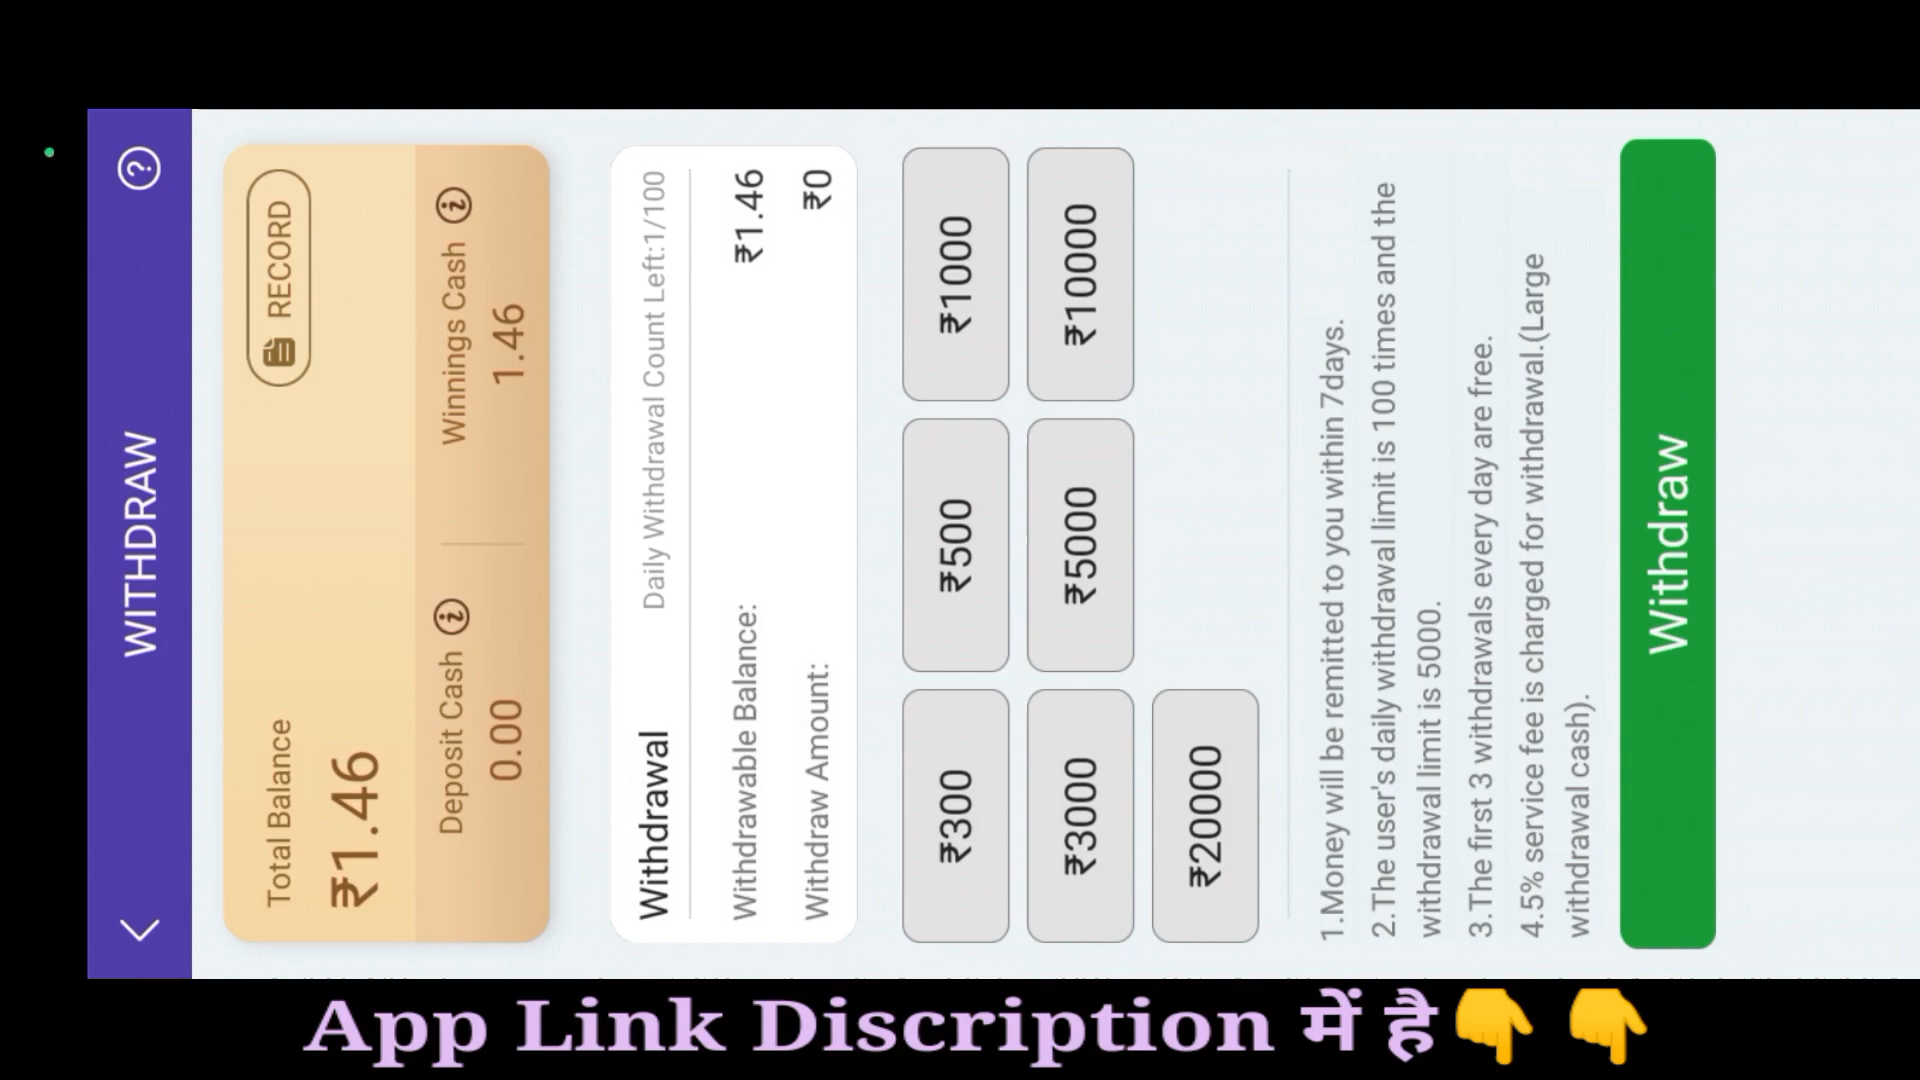 WITHDRAW
Total Balance
RECORD
₹1.46
Deposit Cash
Winnings Cash
0.00
1.46
Withdrawal
Daily Withdrawal Count Left:1/100
Withdrawable Balance:
₹1.46
Withdraw Amount:
₹0
₹300
₹500
₹1000
₹3000
₹5000
₹10000
₹20000
1.Money will be remitted to you within 7days.
2.The user's daily withdrawal limit is 100 times and the
withdrawal limit is 5000.
3.The first 3 withdrawals every day are free.
4.5% service fee is charged for withdrawal.(Large
withdrawal cash).
Withdraw
App Link Discription में है👇 👇